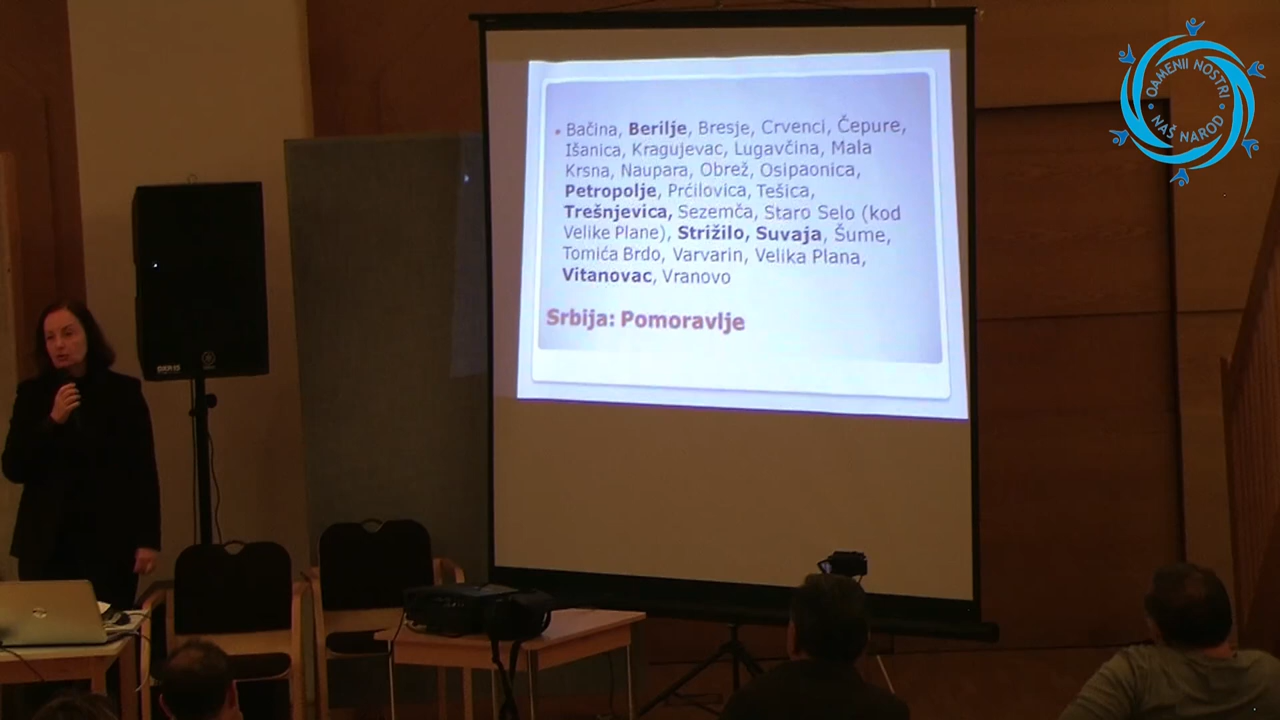 • Bačina, Berilje, Bresje, Crvenci, Čepure,
Išanica, Kragujevac, Lugavčina, Mala
Krsna, Naupara, Obrež, Osipaonica,
Petropolje, Prćilovica, Tešica,
Trešnjevica, Sezemča, Staro Selo (kod
Velike Plane), Strižilo, Suvaja, Šume,
Tomića Brdo, Varvarin, Velika Plana,
Vitanovac, Vranovo
Srbija: Pomoravlje
OAMENII NOSTRI
• NAŠ NAROD •
hp